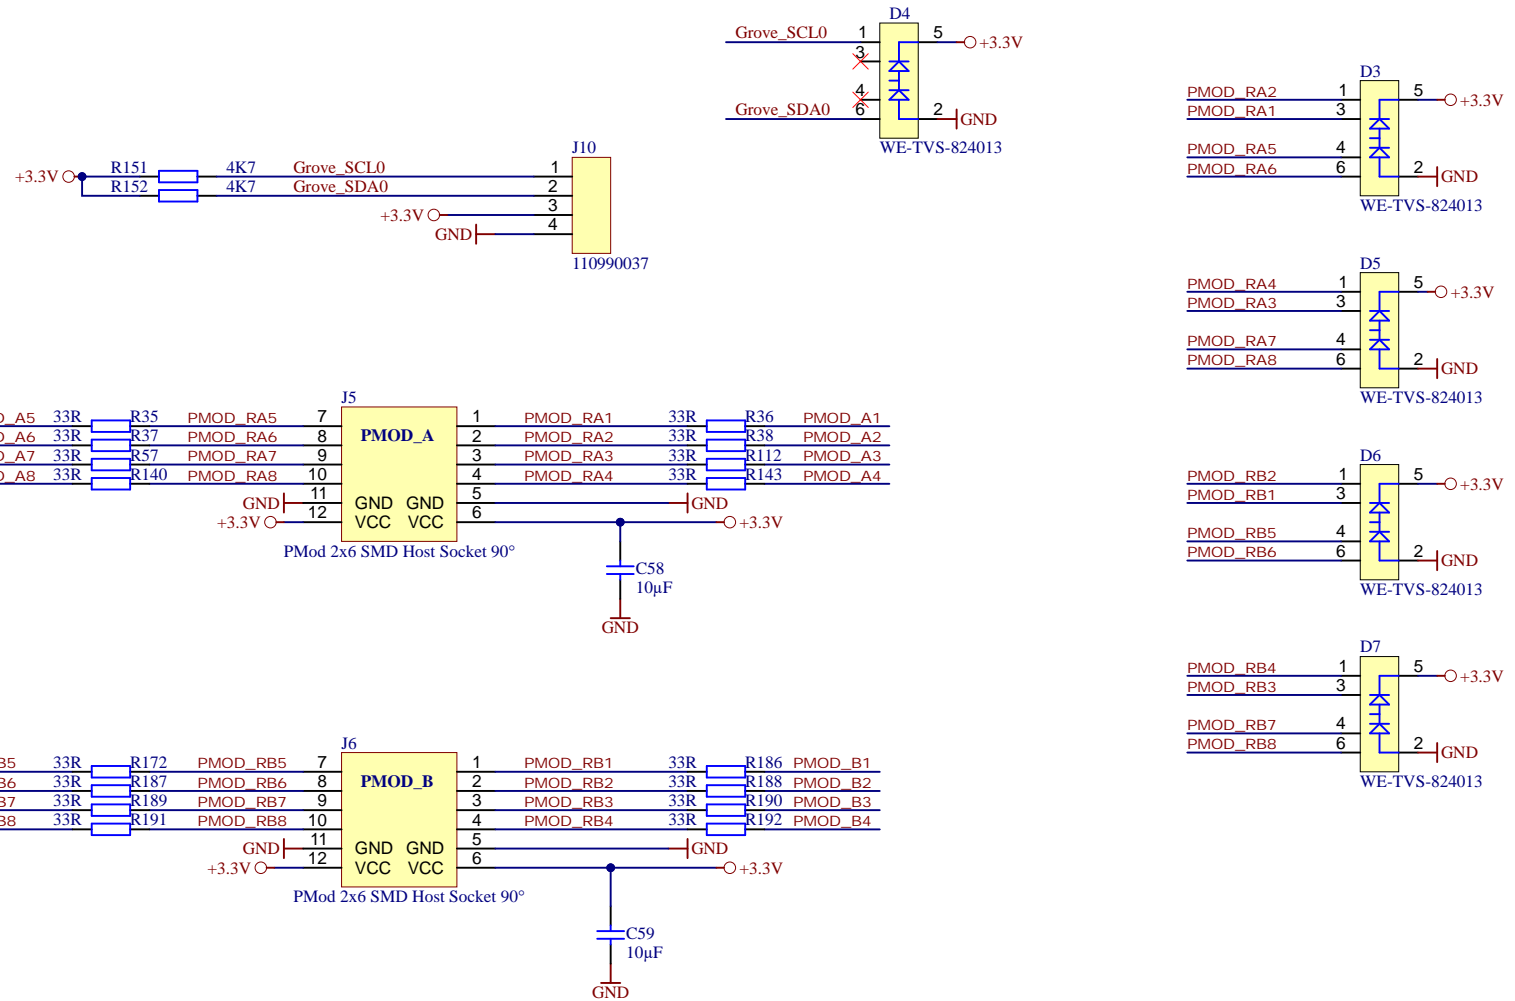 D4
Grove_SCL0 1 5 +3.3V
3
4
Grove_SDA0 6 2 GND
WE-TVS-824013
D3
PMOD_RA2 1 5 +3.3V
PMOD_RA1 3
PMOD_RA5 4
PMOD_RA6 6 2 GND
WE-TVS-824013
J10
+3.3V R151 4K7 Grove_SCL0 1
R152 4K7 Grove_SDA0 2
+3.3V 3
GND 4
110990037
D5
PMOD_RA4 1 5 +3.3V
PMOD_RA3 3
PMOD_RA7 4
PMOD_RA8 6 2 GND
WE-TVS-824013
J5
_A5 33R R35 PMOD_RA5 7 1 PMOD_RA1 33R R36 PMOD_A1
PMOD_A
_A6 33R R37 PMOD_RA6 8 2 PMOD_RA2 33R R38 PMOD_A2
_A7 33R R57 PMOD_RA7 9 3 PMOD_RA3 33R R112 PMOD_A3
_A8 33R R140 PMOD_RA8 10 4 PMOD_RA4 33R R143 PMOD_A4
GND 11 GND GND 5 GND
+3.3V 12 VCC VCC 6 +3.3V
PMod 2x6 SMD Host Socket 90°
C58
10µF
GND
D6
PMOD_RB2 1 5 +3.3V
PMOD_RB1 3
PMOD_RB5 4
PMOD_RB6 6 2 GND
WE-TVS-824013
D7
PMOD_RB4 1 5 +3.3V
PMOD_RB3 3
PMOD_RB7 4
PMOD_RB8 6 2 GND
WE-TVS-824013
J6
B5 33R R172 PMOD_RB5 7 1 PMOD_RB1 33R R186 PMOD_B1
PMOD_B
B6 33R R187 PMOD_RB6 8 2 PMOD_RB2 33R R188 PMOD_B2
B7 33R R189 PMOD_RB7 9 3 PMOD_RB3 33R R190 PMOD_B3
B8 33R R191 PMOD_RB8 10 4 PMOD_RB4 33R R192 PMOD_B4
GND 11 GND GND 5 GND
+3.3V 12 VCC VCC 6 +3.3V
PMod 2x6 SMD Host Socket 90°
C59
10µF
GND